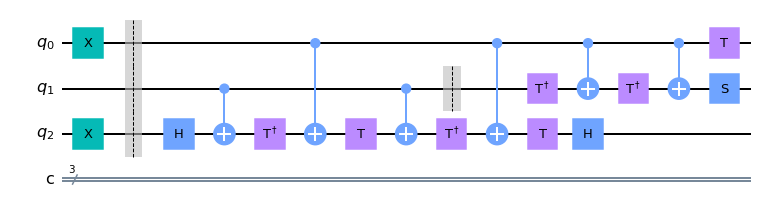 q0 X T
q1 T† T† S
q2 X H T† T T† T H
3
c